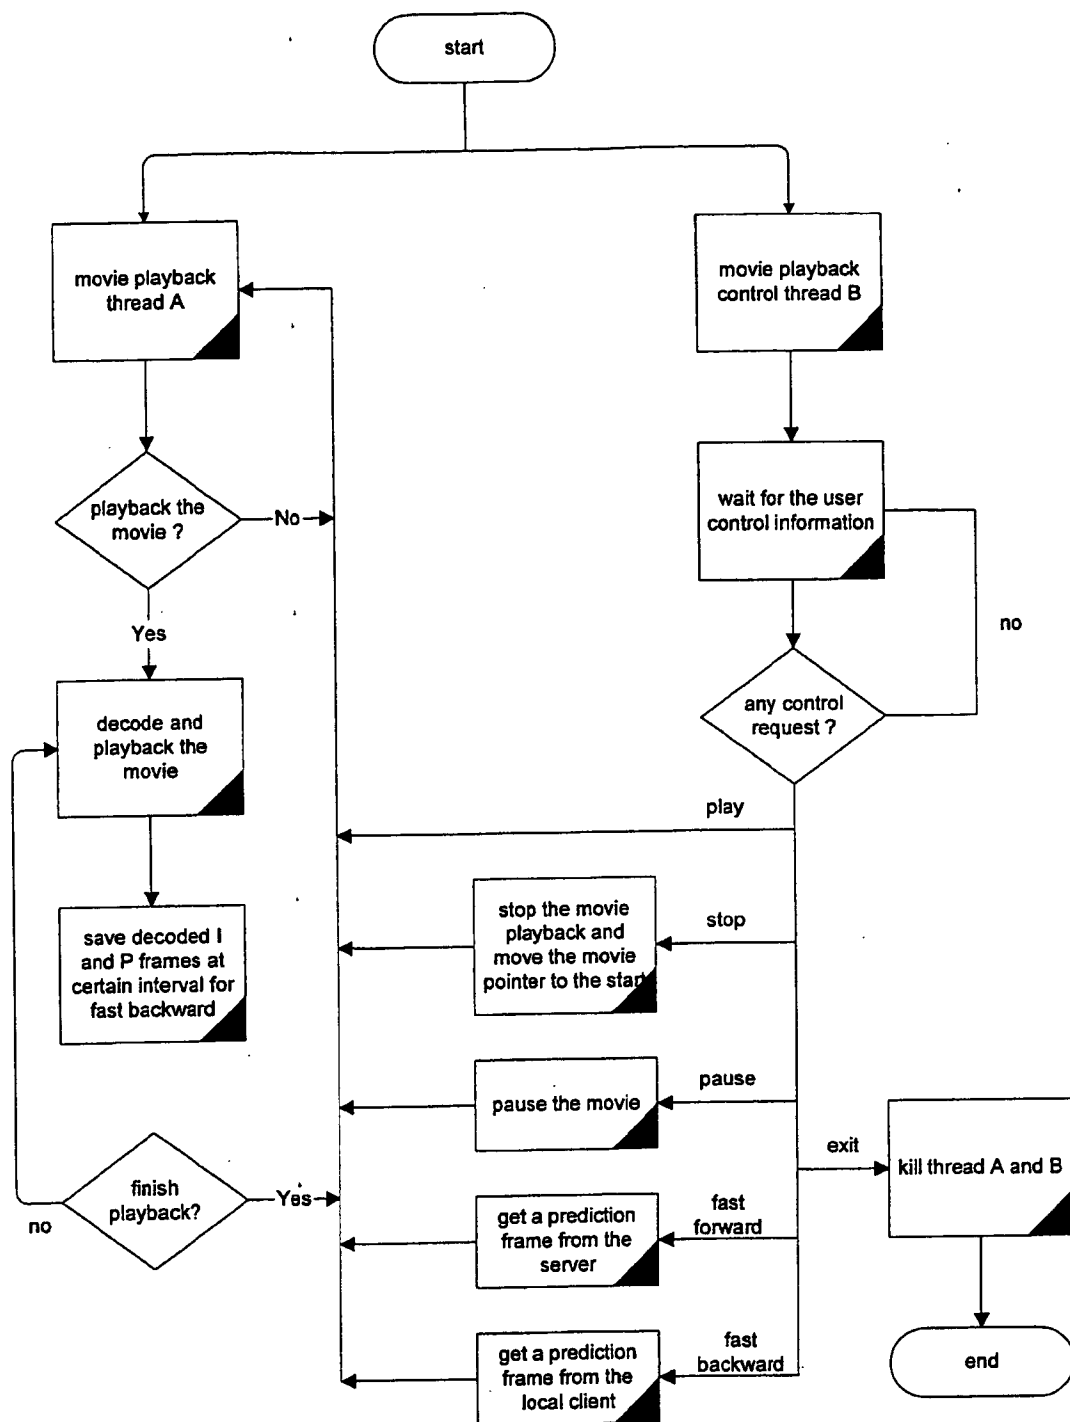 start
movie playback
thread A
movie playback
control thread B
playback the
movie ?
No
wait for the user
control information
Yes
no
any control
request ?
decode and
playback the
movie
play
save decoded I
and P frames at
certain interval for
fast backward
stop the movie
playback and
move the movie
pointer to the start
stop
pause the movie
pause
exit
kill thread A and B
finish
playback?
Yes
no
get a prediction
frame from the
server
fast
forward
get a prediction
frame from the
local client
fast
backward
end